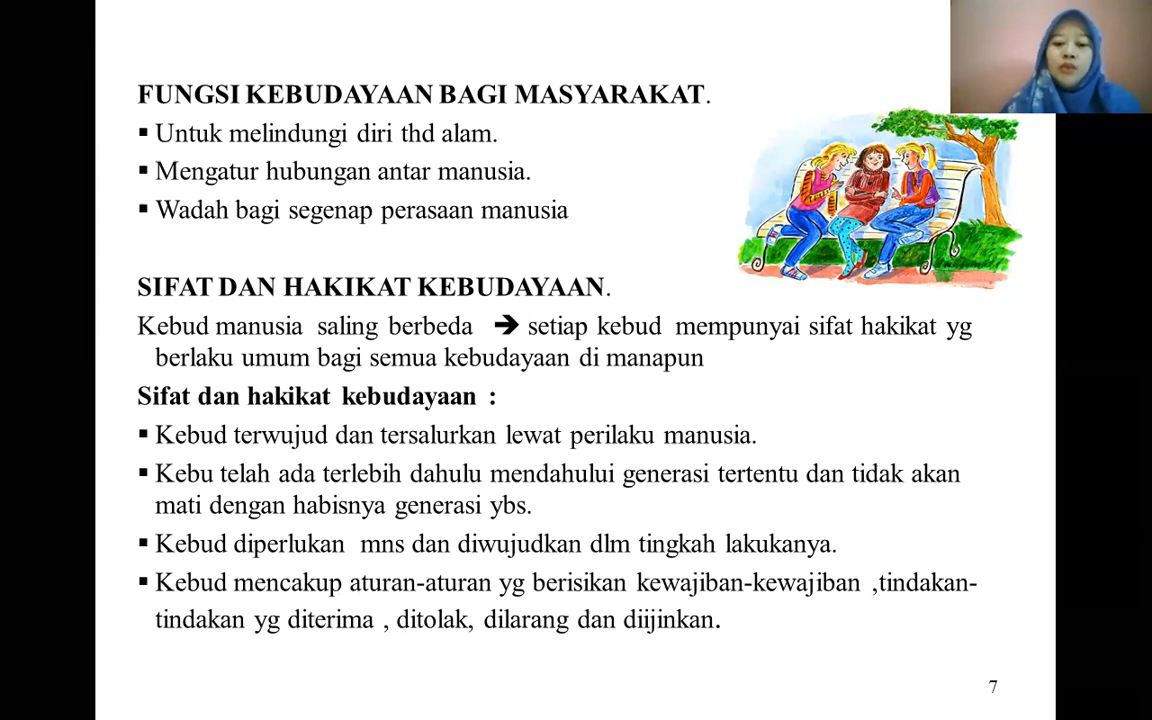 FUNGSI KEBUDAYAAN BAGI MASYARAKAT.
▪ Untuk melindungi diri thd alam.
▪ Mengatur hubungan antar manusia.
▪ Wadah bagi segenap perasaan manusia
SIFAT DAN HAKIKAT KEBUDAYAAN.
Kebud manusia saling berbeda ➔ setiap kebud mempunyai sifat hakikat yg
berlaku umum bagi semua kebudayaan di manapun
Sifat dan hakikat kebudayaan :
▪ Kebud terwujud dan tersalurkan lewat perilaku manusia.
▪ Kebu telah ada terlebih dahulu mendahului generasi tertentu dan tidak akan
mati dengan habisnya generasi ybs.
▪ Kebud diperlukan mns dan diwujudkan dlm tingkah lakukanya.
▪ Kebud mencakup aturan-aturan yg berisikan kewajiban-kewajiban ,tindakan-
tindakan yg diterima , ditolak, dilarang dan diijinkan.
7